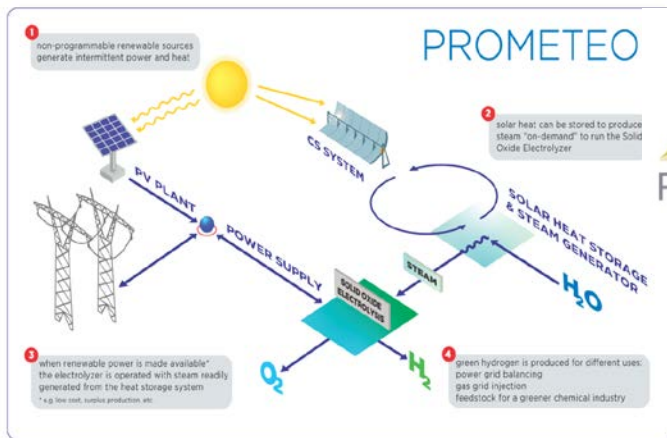 PROMETEO
1
non-programmable renewable sources
generate intermittent power and heat
2
solar heat can be stored to produce
steam "on-demand" to run the Solid
Oxide Electrolyzer
CS SYSTEM
PV PLANT
POWER SUPPLY
SOLAR HEAT STORAGE
& STEAM GENERATOR
STEAM
SOLID OXIDE
ELECTROLYSIS
H₂O
O₂
H₂
3
when renewable power is made available*
the electrolyzer is operated with steam readily
generated from the heat storage system
* e.g. low cost, surplus production, etc.
4
green hydrogen is produced for different uses:
power grid balancing
gas grid injection
feedstock for a greener chemical industry